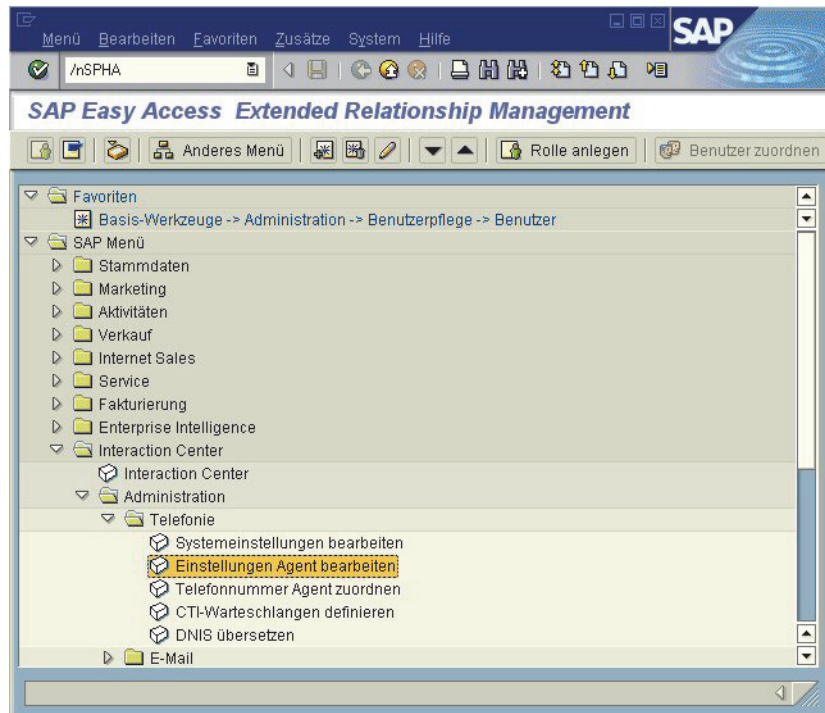 Menü Bearbeiten Favoriten Zusätze System Hilfe
SAP
/nSPHA
SAP Easy Access Extended Relationship Management
Anderes Menü Rolle anlegen Benutzer zuordnen
Favoriten
Basis-Werkzeuge -> Administration -> Benutzerpflege -> Benutzer
SAP Menü
Stammdaten
Marketing
Aktivitäten
Verkauf
Internet Sales
Service
Fakturierung
Enterprise Intelligence
Interaction Center
Interaction Center
Administration
Telefonie
Systemeinstellungen bearbeiten
Einstellungen Agent bearbeiten
Telefonnummer Agent zuordnen
CTI-Warteschlangen definieren
DNIS übersetzen
E-Mail